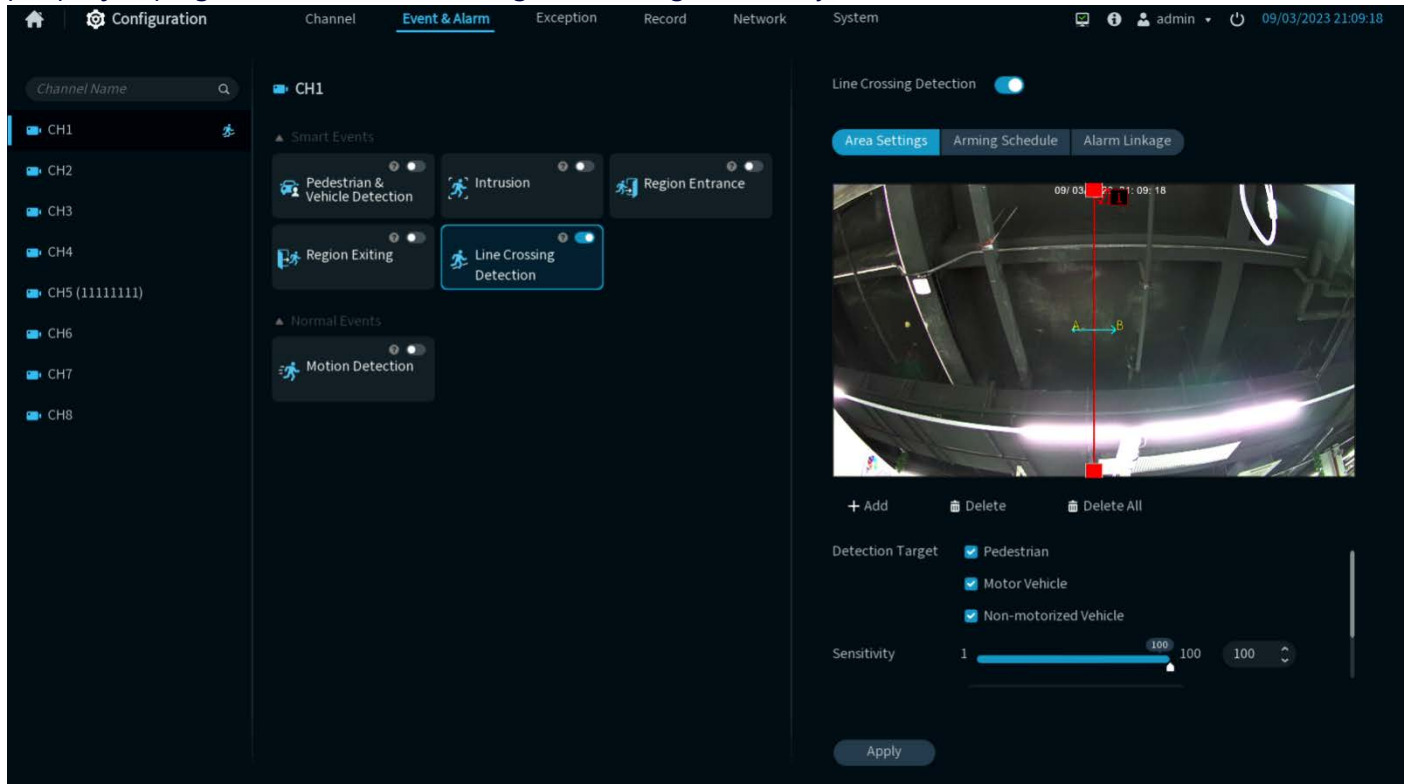 Configuration
Channel
Event & Alarm
Exception
Record
Network
System
admin
09/03/2023 21:09:18
Channel Name
CH1
CH2
CH3
CH4
CH5 (11111111)
CH6
CH7
CH8
CH1
Smart Events
Pedestrian &
Vehicle Detection
Intrusion
Region Entrance
Region Exiting
Line Crossing
Detection
Normal Events
Motion Detection
Line Crossing Detection
Area Settings
Arming Schedule
Alarm Linkage
1
A
B
+ Add
Delete
Delete All
Detection Target
Pedestrian
Motor Vehicle
Non-motorized Vehicle
Sensitivity
1
100
100
100
Apply